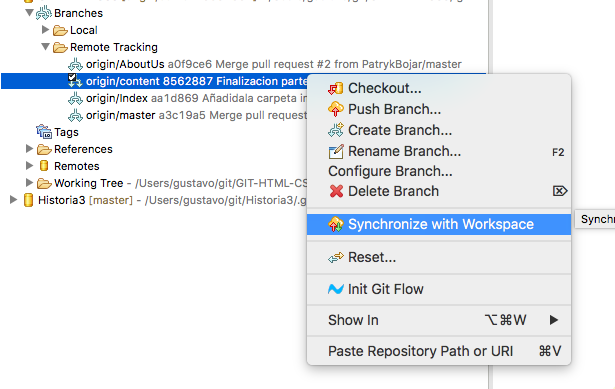 Branches
Local
Remote Tracking
origin/AboutUs a0f9ce6 Merge pull request #2 from PatrykBojar/master
origin/content 8562887 Finalizacion parte
origin/Index aa1d869 Añadidala carpeta i
origin/master a3c19a5 Merge pull request
Tags
References
Remotes
Working Tree - /Users/gustavo/git/GIT-HTML-CS
Historia3 [master] - /Users/gustavo/git/Historia3/.g
Checkout...
Push Branch...
Create Branch...
Rename Branch... F2
Configure Branch...
Delete Branch
Synchronize with Workspace
Synchr
Reset...
Init Git Flow
Show In ⌥⌘W
Paste Repository Path or URI ⌘V